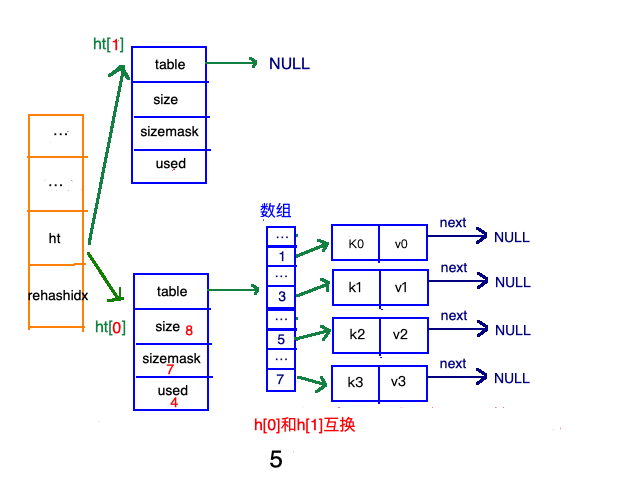 ht[1]
table
NULL
size
sizemask
used
...
...
ht
rehashidx
ht[0]
table
size 8
sizemask
7
used
4
数组
...
1
...
3
...
5
...
7
K0 v0
next
NULL
k1 v1
next
NULL
k2 v2
next
NULL
k3 v3
next
NULL
h[0]和h[1]互换
5